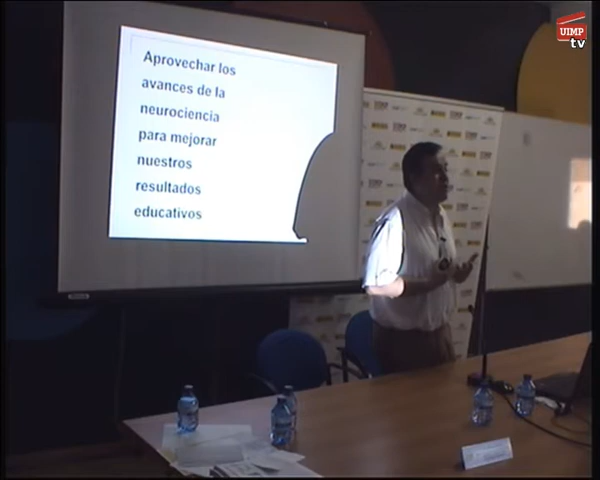 Aprovechar los
avances de la
neurociencia
para mejorar
nuestros
resultados
educativos
UIMP
tv